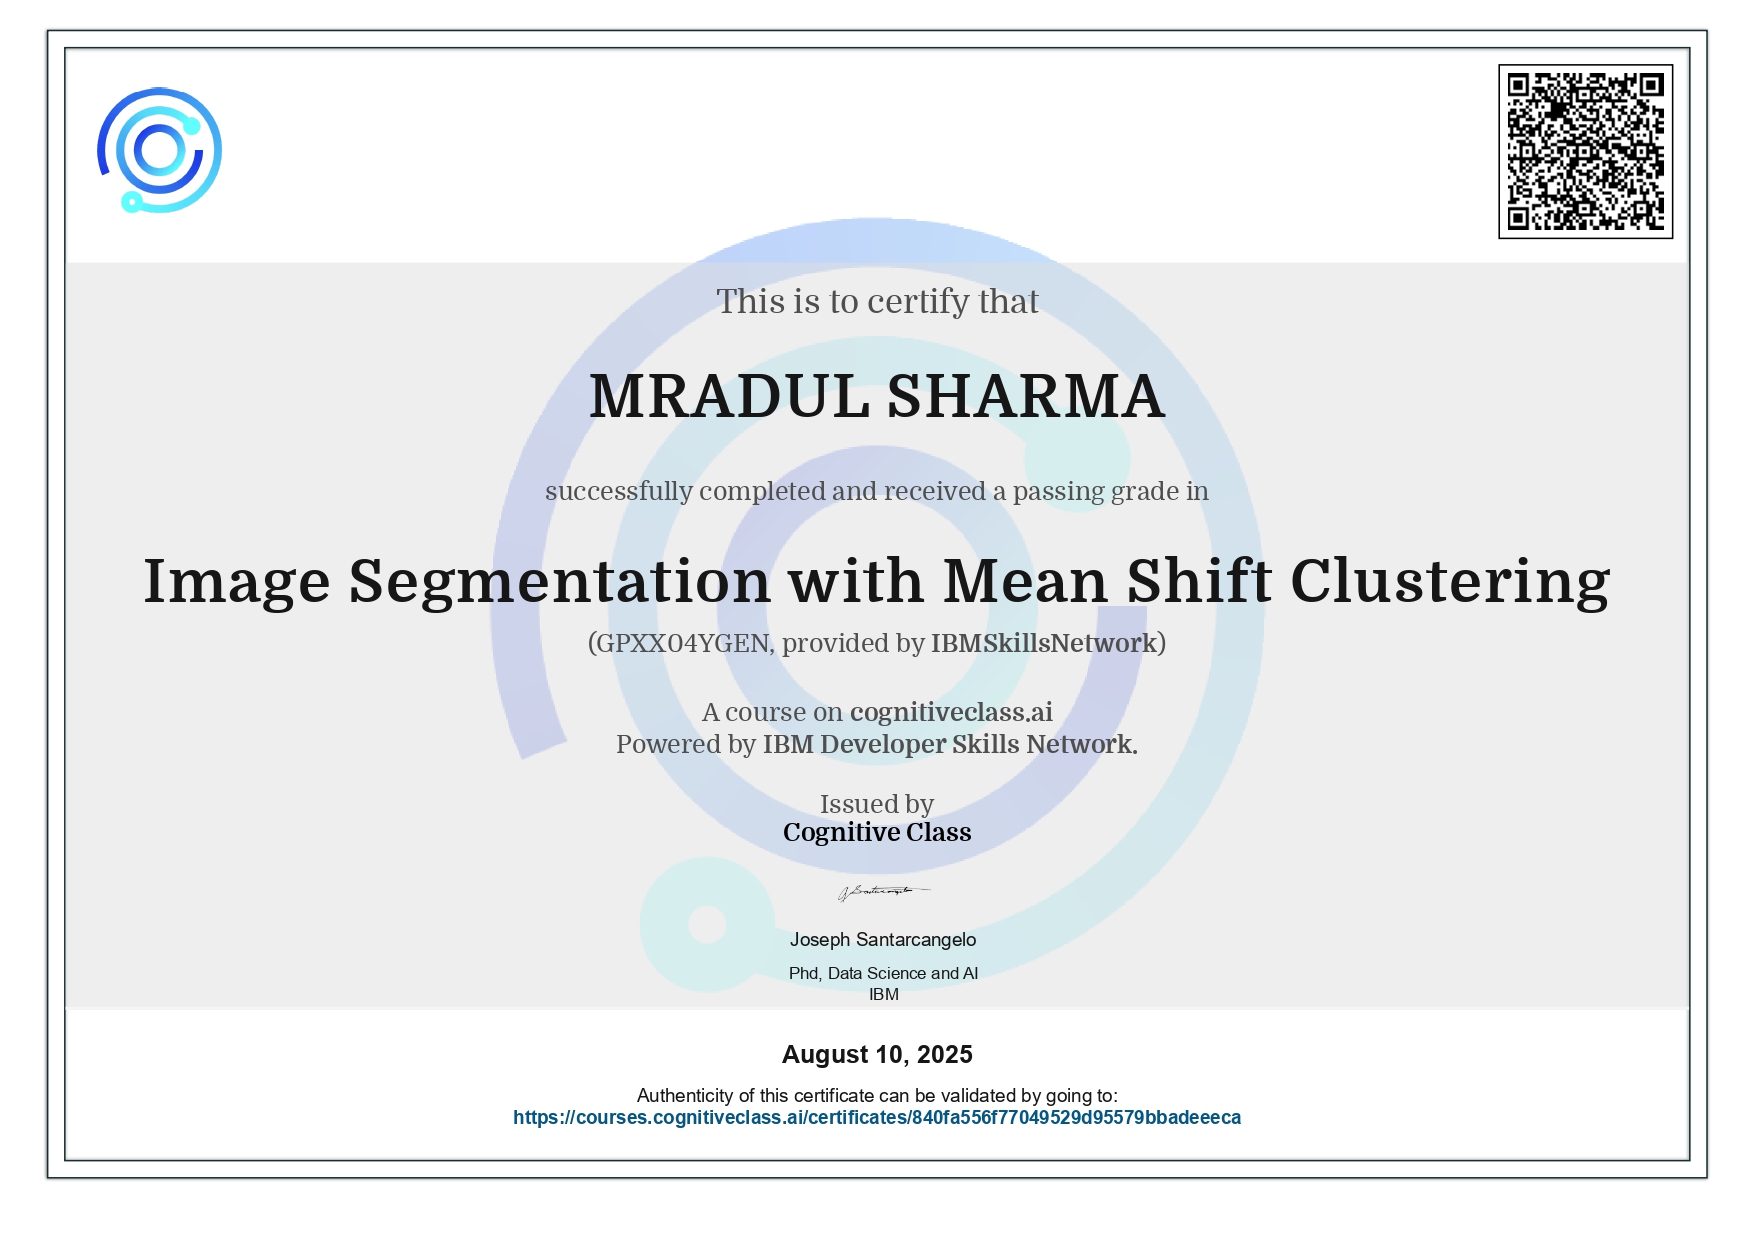 This is to certify that
MRADUL SHARMA
successfully completed and received a passing grade in
Image Segmentation with Mean Shift Clustering
(GPXX04YGEN, provided by IBMSkillsNetwork)
A course on cognitiveclass.ai
Powered by IBM Developer Skills Network.
Issued by
Cognitive Class
Joseph Santarcangelo
Phd, Data Science and AI
IBM
August 10, 2025
Authenticity of this certificate can be validated by going to:
https://courses.cognitiveclass.ai/certificates/840fa556f77049529d95579bbadeeeca